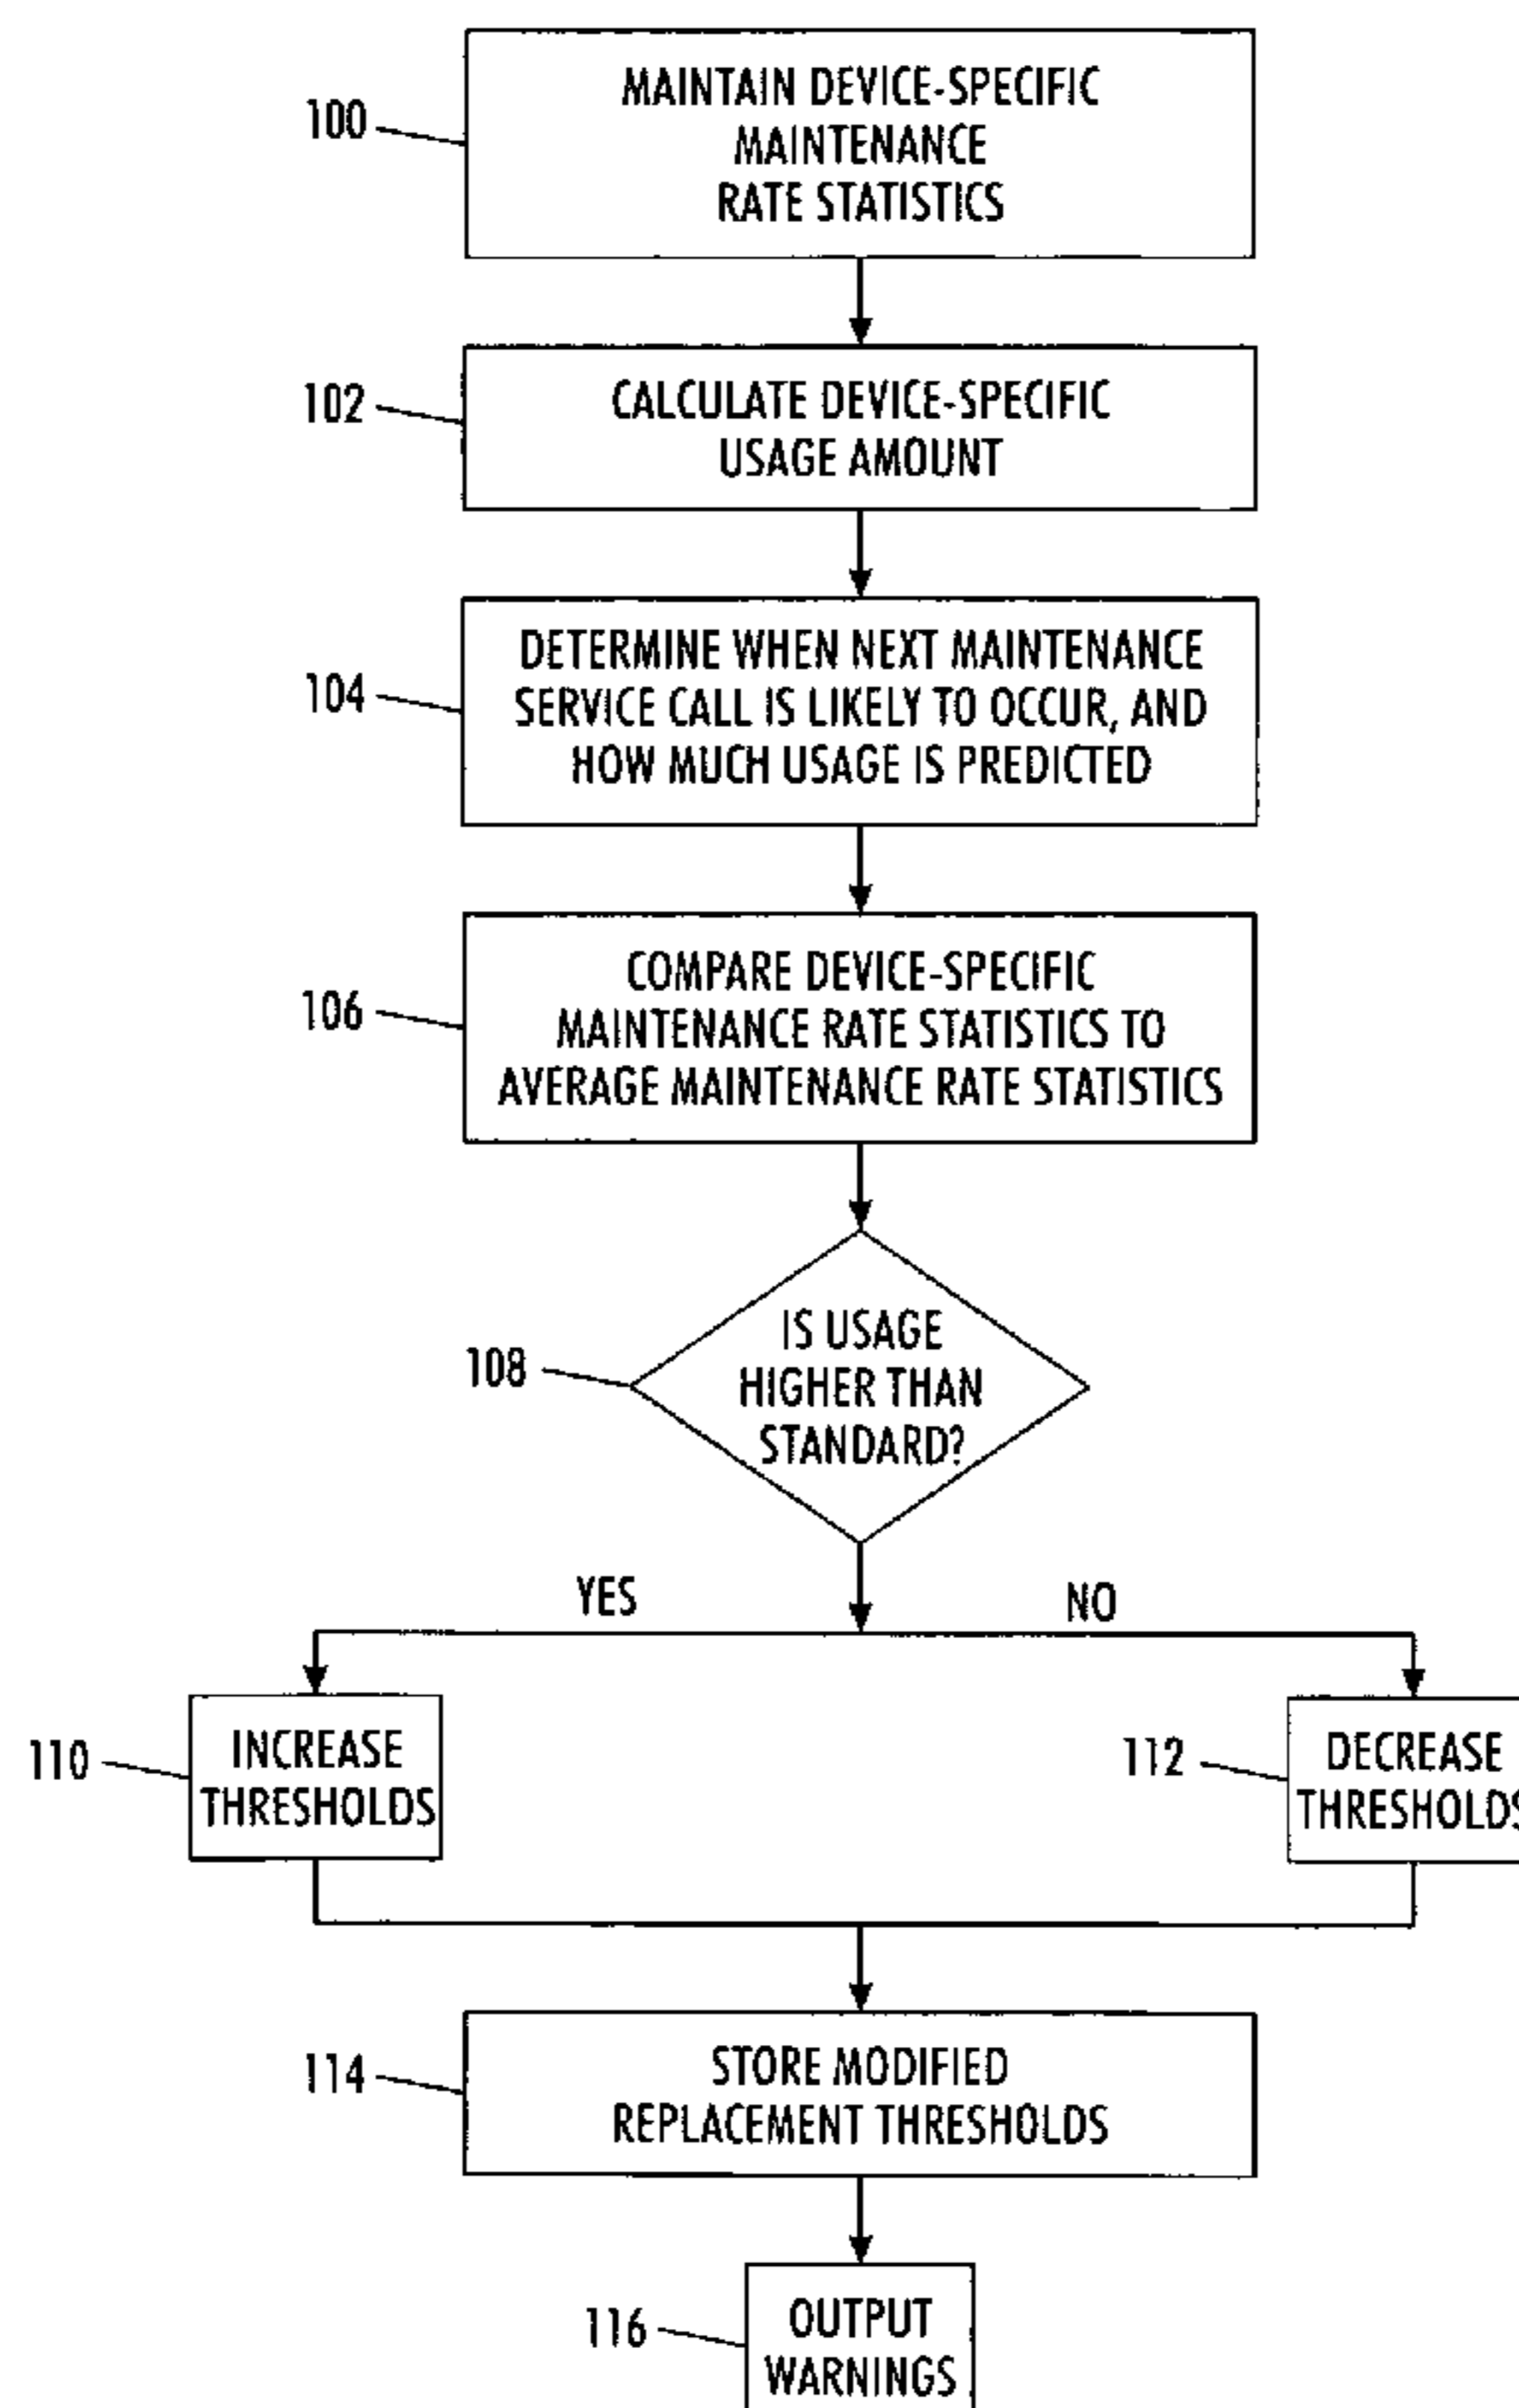 100
MAINTAIN DEVICE-SPECIFIC
MAINTENANCE
RATE STATISTICS
102
CALCULATE DEVICE-SPECIFIC
USAGE AMOUNT
104
DETERMINE WHEN NEXT MAINTENANCE
SERVICE CALL IS LIKELY TO OCCUR, AND
HOW MUCH USAGE IS PREDICTED
106
COMPARE DEVICE-SPECIFIC
MAINTENANCE RATE STATISTICS TO
AVERAGE MAINTENANCE RATE STATISTICS
108
IS USAGE
HIGHER THAN
STANDARD?
YES
NO
110
INCREASE
THRESHOLDS
112
DECREASE
THRESHOLDS
114
STORE MODIFIED
REPLACEMENT THRESHOLDS
116
OUTPUT
WARNINGS